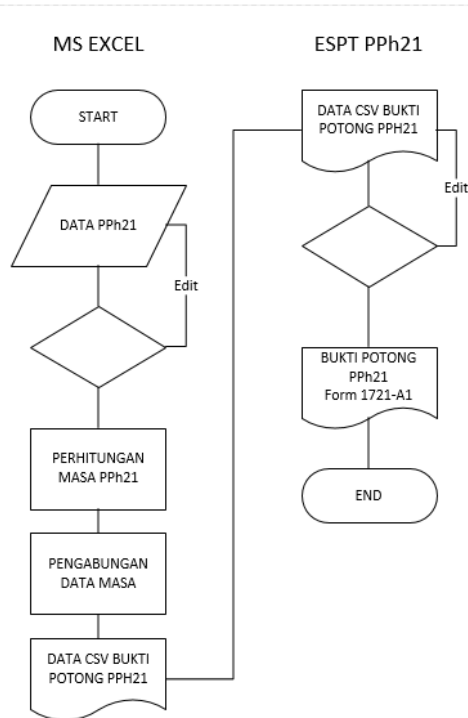 MS EXCEL
START
DATA PPh21
Edit
PERHITUNGAN
MASA PPh21
PENGABUNGAN
DATA MASA
DATA CSV BUKTI
POTONG PPH21
ESPT PPh21
DATA CSV BUKTI
POTONG PPH21
Edit
BUKTI POTONG
PPh21
Form 1721-A1
END